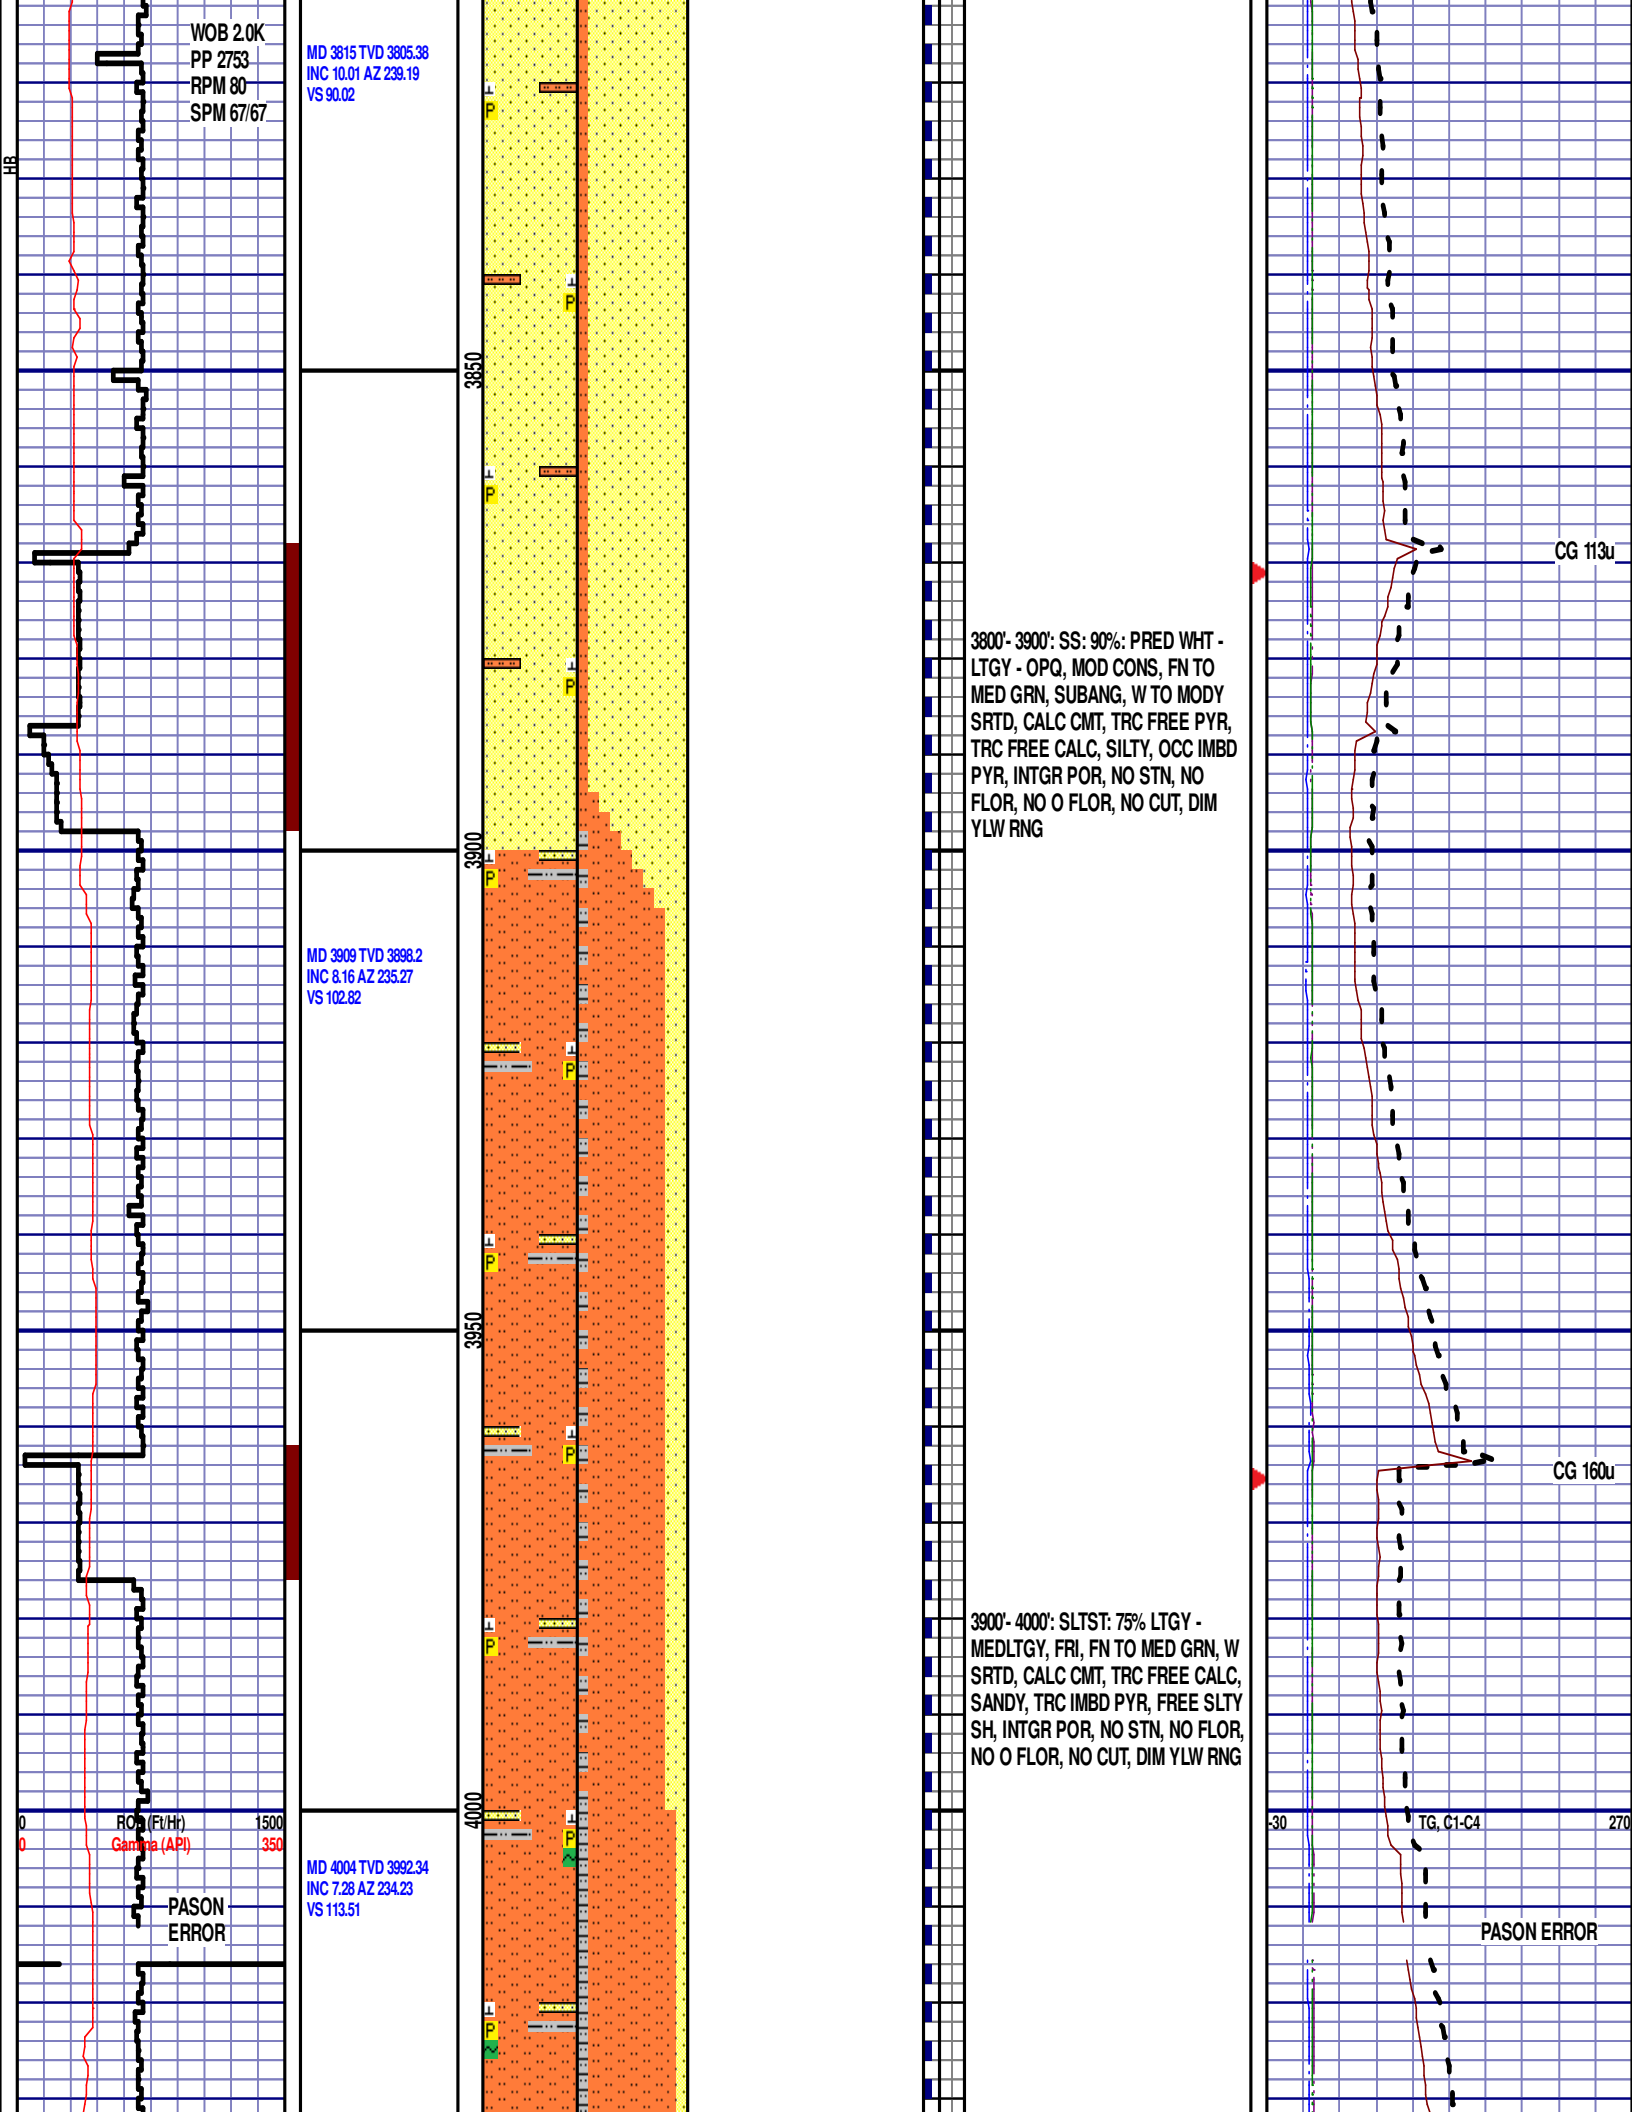 WOB 2.0K
PP 2753
RPM 80
SPM 67/67
HB
MD 3815 TVD 3805.38
INC 10.01 AZ 239.19
VS 90.02
P
P
3850
P
CG 113u
P
3800'- 3900': SS: 90%: PRED WHT -
LTGY - OPQ, MOD CONS, FN TO
MED GRN, SUBANG, W TO MODY
SRTD, CALC CMT, TRC FREE PYR,
TRC FREE CALC, SILTY, OCC IMBD
PYR, INTGR POR, NO STN, NO
FLOR, NO O FLOR, NO CUT, DIM
YLW RNG
3900
P
MD 3909 TVD 3898.2
INC 8.16 AZ 235.27
VS 102.82
P
P
3950
P
CG 160u
P
3900'- 4000': SLTST: 75% LTGY -
MEDLTGY, FRI, FN TO MED GRN, W
SRTD, CALC CMT, TRC FREE CALC,
SANDY, TRC IMBD PYR, FREE SLTY
SH, INTGR POR, NO STN, NO FLOR,
NO O FLOR, NO CUT, DIM YLW RNG
4000
0 (Ft/Hr) 1500
0 Gamma (API) 350
-30 TG, C1-C4 270
P
MD 4004 TVD 3992.34
INC 7.28 AZ 234.23
VS 113.51
PASON
ERROR
PASON ERROR
P